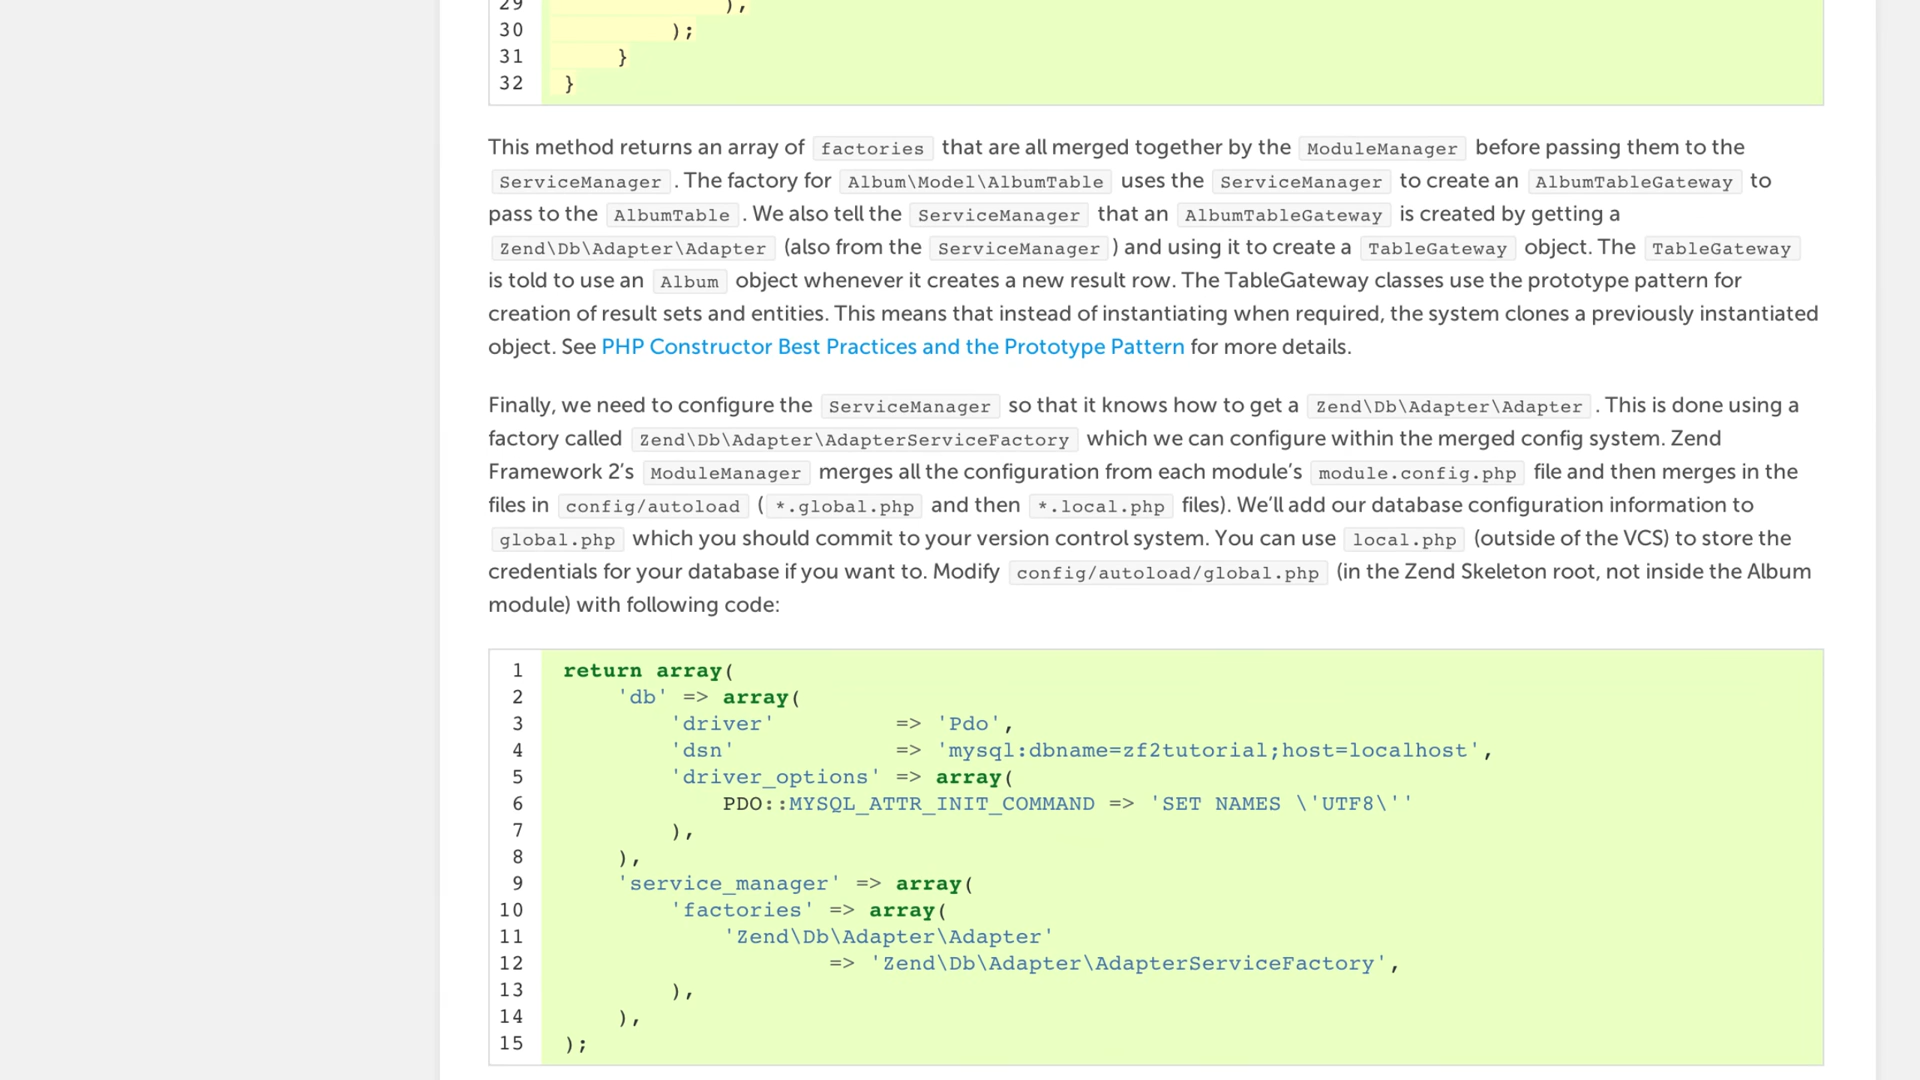 29 ),
30 );
31 }
32 }
This method returns an array of factories that are all merged together by the ModuleManager before passing them to the
ServiceManager . The factory for Album\Model\AlbumTable uses the ServiceManager to create an AlbumTableGateway to
pass to the AlbumTable . We also tell the ServiceManager that an AlbumTableGateway is created by getting a
Zend\Db\Adapter\Adapter (also from the ServiceManager ) and using it to create a TableGateway object. The TableGateway
is told to use an Album object whenever it creates a new result row. The TableGateway classes use the prototype pattern for
creation of result sets and entities. This means that instead of instantiating when required, the system clones a previously instantiated
object. See PHP Constructor Best Practices and the Prototype Pattern for more details.
Finally, we need to configure the ServiceManager so that it knows how to get a Zend\Db\Adapter\Adapter . This is done using a
factory called Zend\Db\Adapter\AdapterServiceFactory which we can configure within the merged config system. Zend
Framework 2’s ModuleManager merges all the configuration from each module’s module.config.php file and then merges in the
files in config/autoload ( *.global.php and then *.local.php files). We’ll add our database configuration information to
global.php which you should commit to your version control system. You can use local.php (outside of the VCS) to store the
credentials for your database if you want to. Modify config/autoload/global.php (in the Zend Skeleton root, not inside the Album
module) with following code:
1 return array(
2 'db' => array(
3 'driver' => 'Pdo',
4 'dsn' => 'mysql:dbname=zf2tutorial;host=localhost',
5 'driver_options' => array(
6 PDO::MYSQL_ATTR_INIT_COMMAND => 'SET NAMES \'UTF8\''
7 ),
8 ),
9 'service_manager' => array(
10 'factories' => array(
11 'Zend\Db\Adapter\Adapter'
12 => 'Zend\Db\Adapter\AdapterServiceFactory',
13 ),
14 ),
15 );